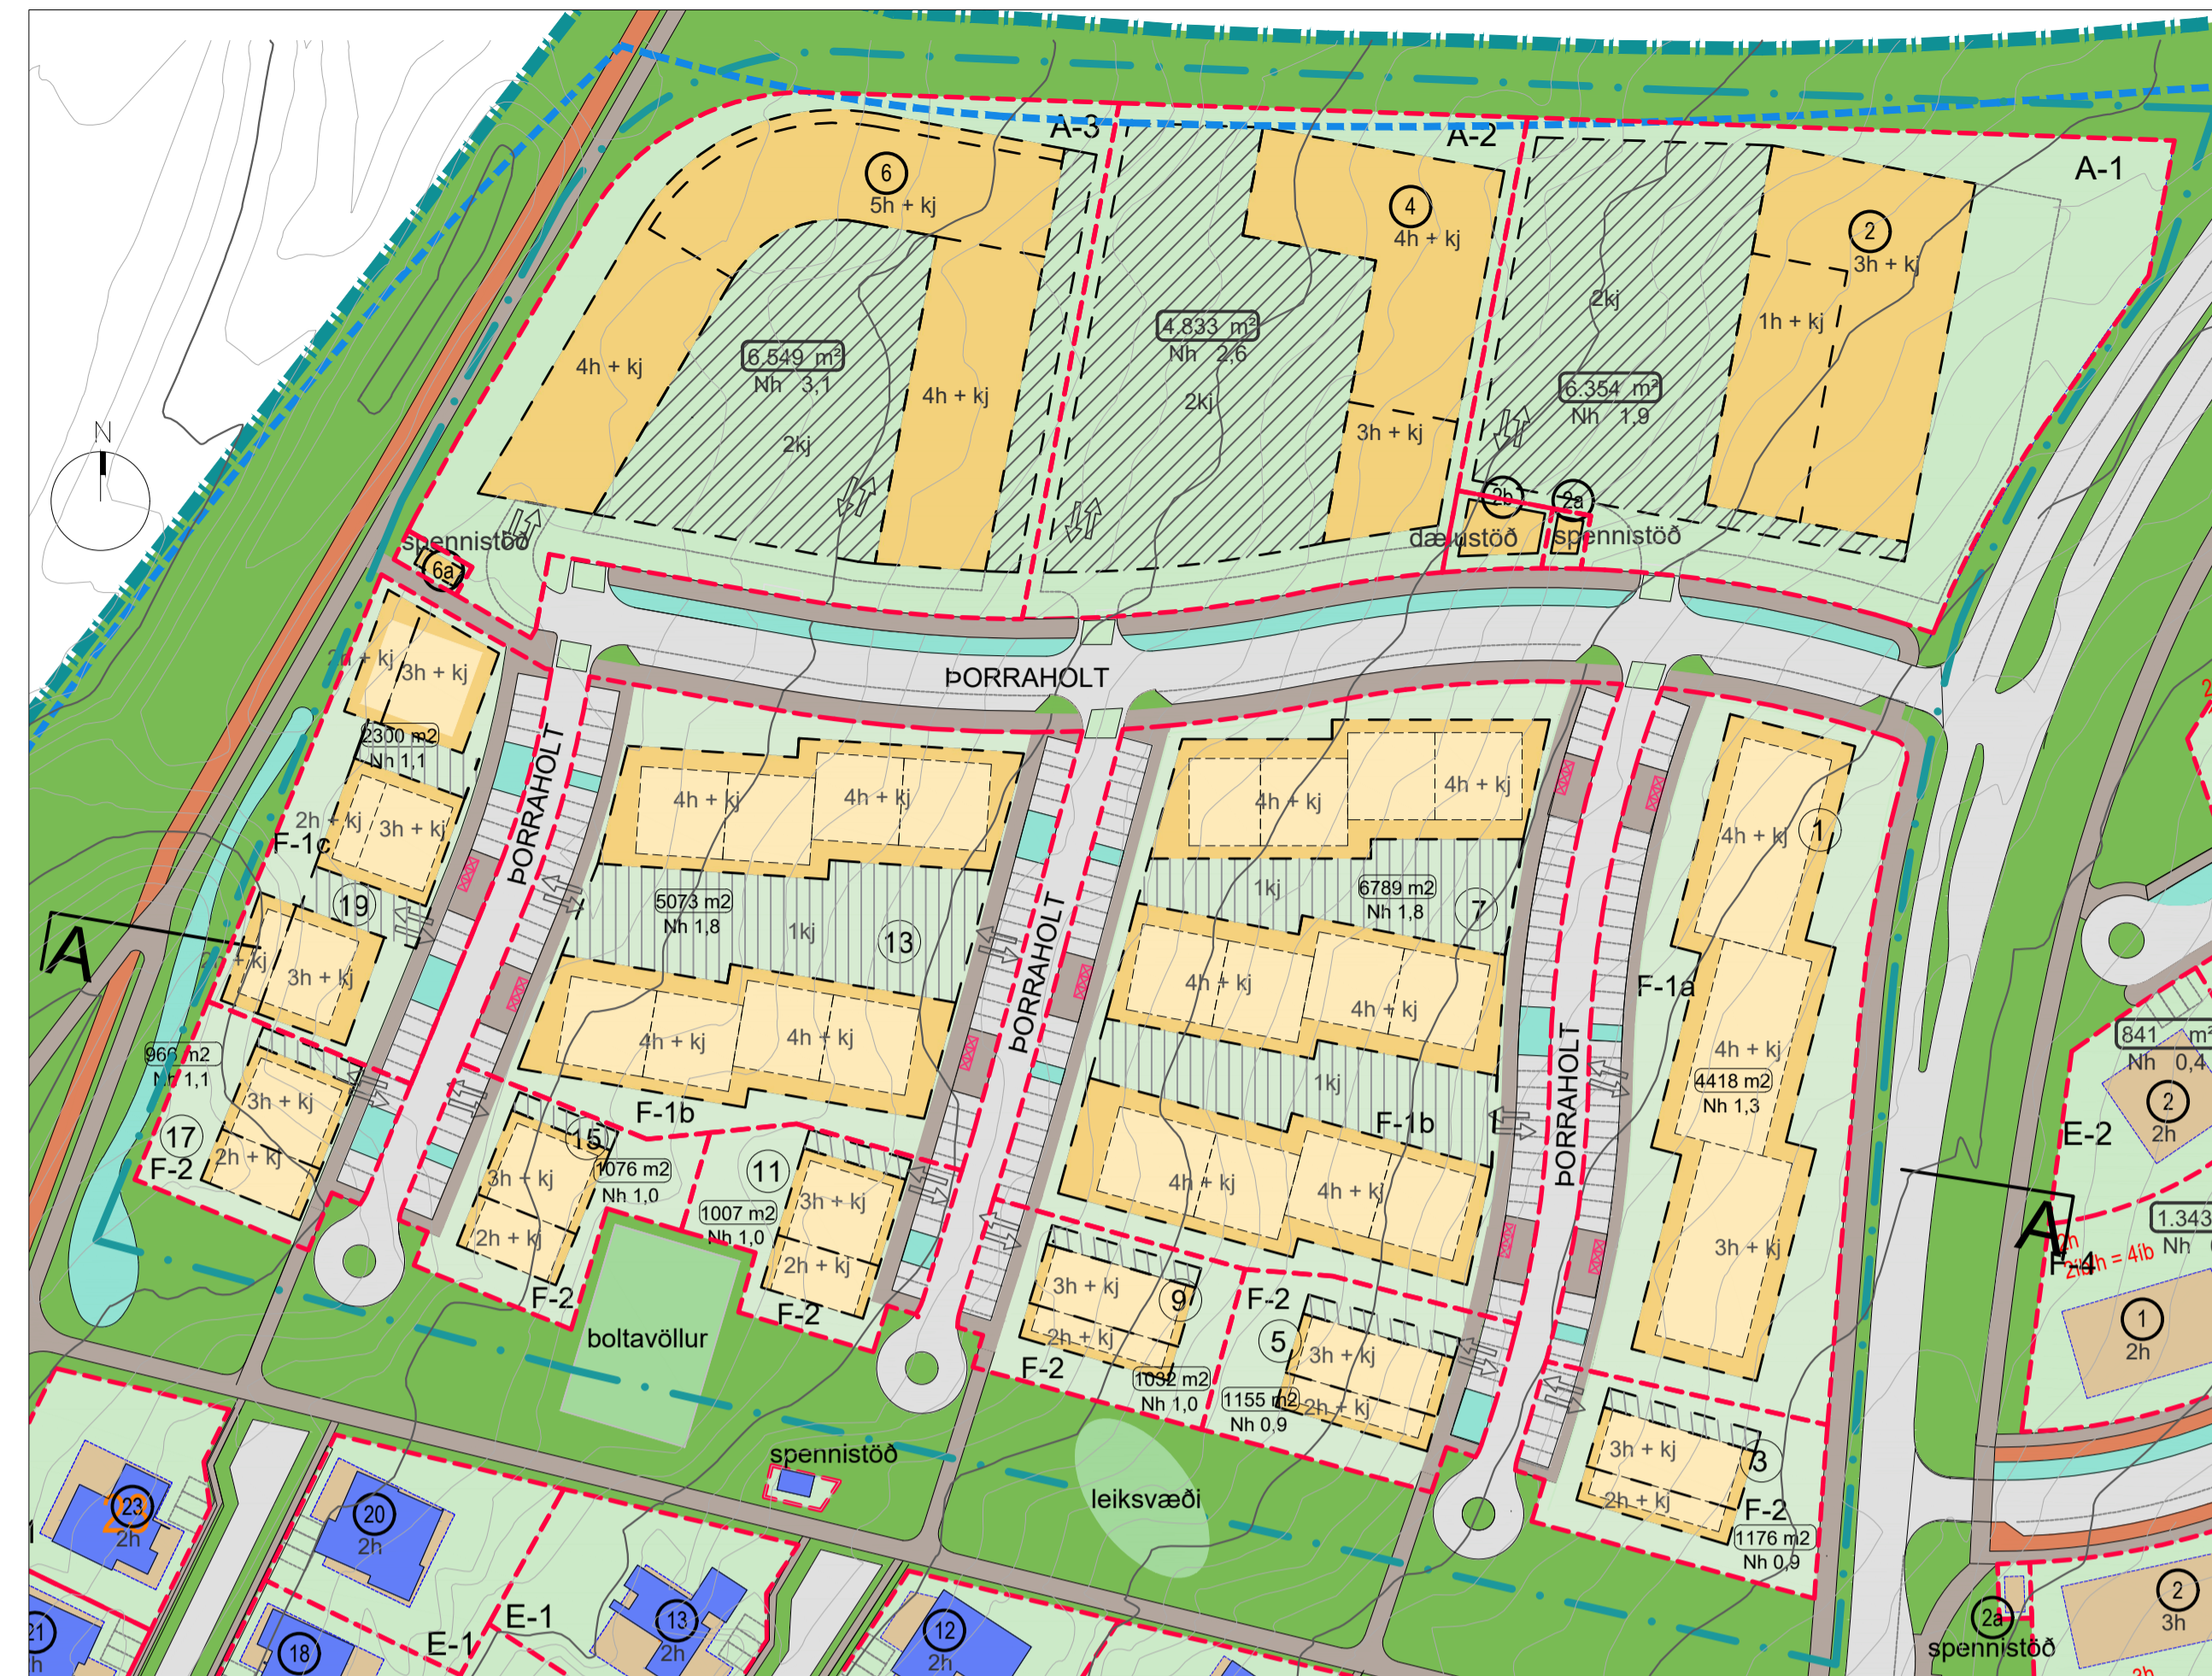 A-3
A-2
A-1
6
5h + kj
4
4h + kj
2
3h + kj
2kj
1h + kj
6.549 m²
Nh 3,1
4.833 m²
Nh 2,6
6.354 m²
Nh 1,9
4h + kj
4h + kj
2kj
2kj
3h + kj
N
2b
2a
spennistöð
dælustöð
spennistöð
6a
ÞORRAHOLT
2h + kj
3h + kj
2300 m2
Nh 1,1
2h + kj
3h + kj
F-1c
19
2h + kj
3h + kj
A
ÞORRAHOLT
4h + kj
4h + kj
5073 m2
Nh 1,8
1kj
13
4h + kj
4h + kj
F-1b
ÞORRAHOLT
4h + kj
4h + kj
1kj
6789 m2
Nh 1,8
7
4h + kj
4h + kj
1kj
F-1b
4h + kj
4h + kj
ÞORRAHOLT
4h + kj
1
F-1a
4h + kj
4418 m2
Nh 1,3
3h + kj
966 m2
Nh 1,1
3h + kj
17
2h + kj
F-2
15
1076 m2
Nh 1,0
3h + kj
2h + kj
F-2
11
1007 m2
Nh 1,0
3h + kj
2h + kj
F-2
boltavöllur
3h + kj
9
2h + kj
F-2
1032 m2
Nh 1,0
F-2
5
3h + kj
1155 m2
Nh 0,9
2h + kj
3h + kj
3
2h + kj
F-2
1176 m2
Nh 0,9
leiksvæði
spennistöð
841 m²
Nh 0,4
2
2h
E-2
1.343
Nh
A
2h
2íb/h = 4íb
F-4
1
2h
2
3h
2a
spennistöð
23
2h
20
2h
21
18
E-1
E-1
13
2h
12
2h